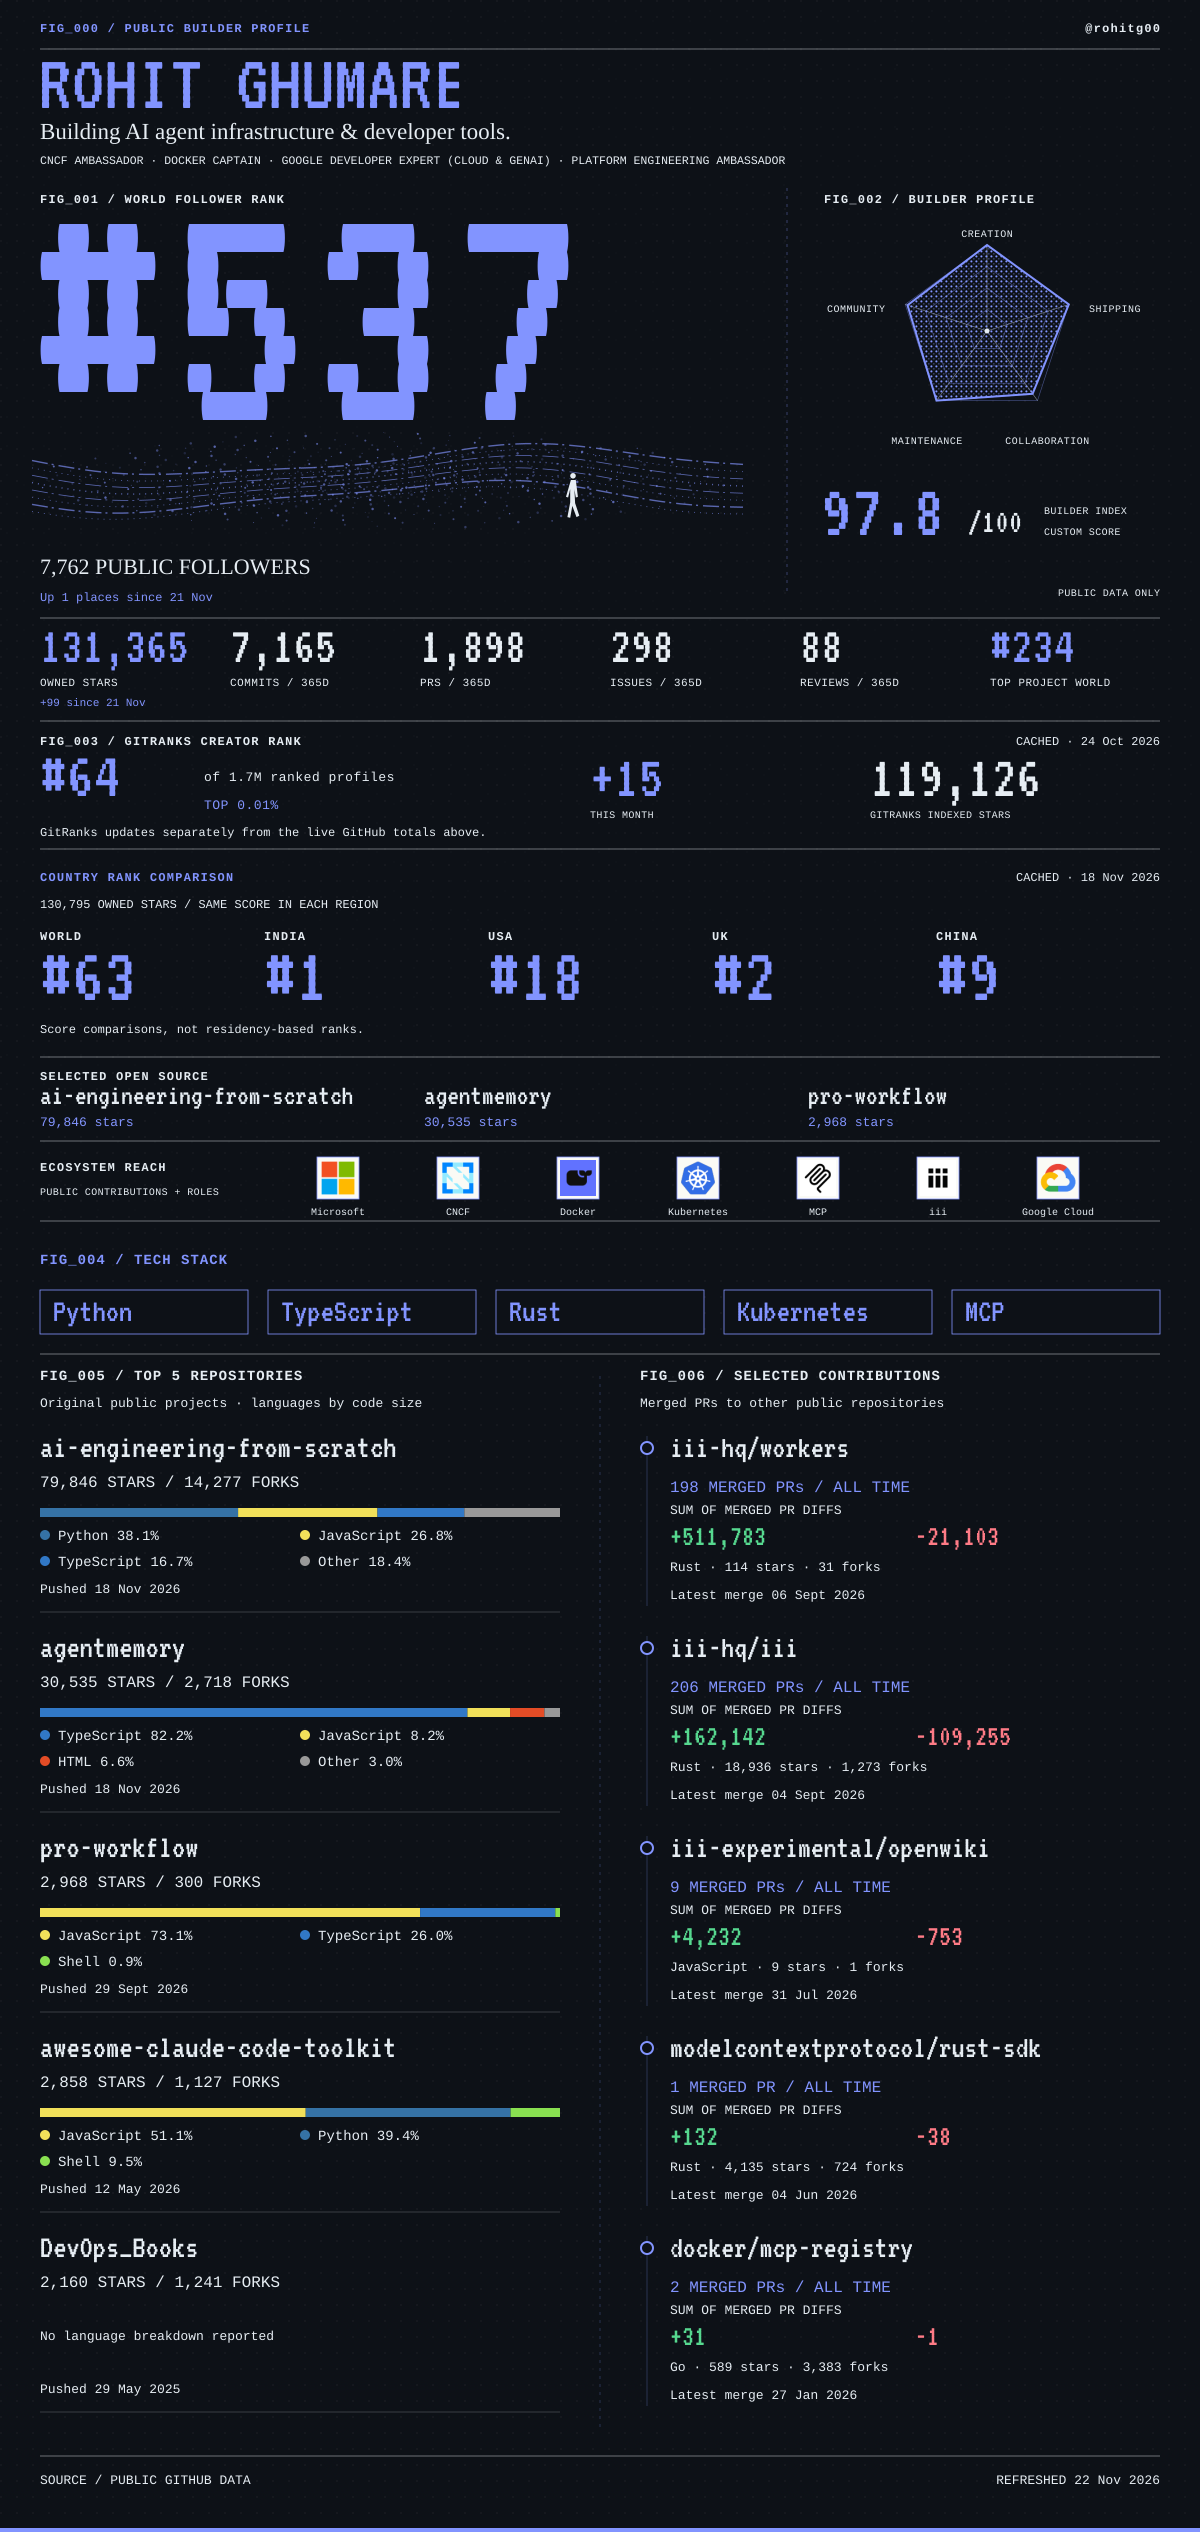 FIG_000 / PUBLIC BUILDER PROFILE
@rohitg00
ROHIT GHUMARE
Building AI agent infrastructure & developer tools.
CNCF AMBASSADOR · DOCKER CAPTAIN · GOOGLE DEVELOPER EXPERT (CLOUD & GENAI) · PLATFORM ENGINEERING AMBASSADOR
FIG_001 / WORLD FOLLOWER RANK
#537
7,762 PUBLIC FOLLOWERS
Up 1 places since 21 Nov
FIG_002 / BUILDER PROFILE
CREATION
COMMUNITY
SHIPPING
MAINTENANCE
COLLABORATION
97.8 /100
BUILDER INDEX
CUSTOM SCORE
PUBLIC DATA ONLY
131,365
OWNED STARS
+99 since 21 Nov
7,165
COMMITS / 365D
1,898
PRS / 365D
298
ISSUES / 365D
88
REVIEWS / 365D
#234
TOP PROJECT WORLD
FIG_003 / GITRANKS CREATOR RANK
CACHED · 24 Oct 2026
#64
of 1.7M ranked profiles
TOP 0.01%
+15
THIS MONTH
119,126
GITRANKS INDEXED STARS
GitRanks updates separately from the live GitHub totals above.
COUNTRY RANK COMPARISON
CACHED · 18 Nov 2026
130,795 OWNED STARS / SAME SCORE IN EACH REGION
WORLD
#63
INDIA
#1
USA
#18
UK
#2
CHINA
#9
Score comparisons, not residency-based ranks.
SELECTED OPEN SOURCE
ai-engineering-from-scratch
79,846 stars
agentmemory
30,535 stars
pro-workflow
2,968 stars
ECOSYSTEM REACH
PUBLIC CONTRIBUTIONS + ROLES
Microsoft
CNCF
Docker
Kubernetes
MCP
iii
Google Cloud
FIG_004 / TECH STACK
Python
TypeScript
Rust
Kubernetes
MCP
FIG_005 / TOP 5 REPOSITORIES
Original public projects · languages by code size
ai-engineering-from-scratch
79,846 STARS / 14,277 FORKS
Python 38.1%
JavaScript 26.8%
TypeScript 16.7%
Other 18.4%
Pushed 18 Nov 2026
agentmemory
30,535 STARS / 2,718 FORKS
TypeScript 82.2%
JavaScript 8.2%
HTML 6.6%
Other 3.0%
Pushed 18 Nov 2026
pro-workflow
2,968 STARS / 300 FORKS
JavaScript 73.1%
TypeScript 26.0%
Shell 0.9%
Pushed 29 Sept 2026
awesome-claude-code-toolkit
2,858 STARS / 1,127 FORKS
JavaScript 51.1%
Python 39.4%
Shell 9.5%
Pushed 12 May 2026
DevOps_Books
2,160 STARS / 1,241 FORKS
No language breakdown reported
Pushed 29 May 2025
FIG_006 / SELECTED CONTRIBUTIONS
Merged PRs to other public repositories
iii-hq/workers
198 MERGED PRs / ALL TIME
SUM OF MERGED PR DIFFS
+511,783
-21,103
Rust · 114 stars · 31 forks
Latest merge 06 Sept 2026
iii-hq/iii
206 MERGED PRs / ALL TIME
SUM OF MERGED PR DIFFS
+162,142
-109,255
Rust · 18,936 stars · 1,273 forks
Latest merge 04 Sept 2026
iii-experimental/openwiki
9 MERGED PRs / ALL TIME
SUM OF MERGED PR DIFFS
+4,232
-753
JavaScript · 9 stars · 1 forks
Latest merge 31 Jul 2026
modelcontextprotocol/rust-sdk
1 MERGED PR / ALL TIME
SUM OF MERGED PR DIFFS
+132
-38
Rust · 4,135 stars · 724 forks
Latest merge 04 Jun 2026
docker/mcp-registry
2 MERGED PRs / ALL TIME
SUM OF MERGED PR DIFFS
+31
-1
Go · 589 stars · 3,383 forks
Latest merge 27 Jan 2026
SOURCE / PUBLIC GITHUB DATA
REFRESHED 22 Nov 2026